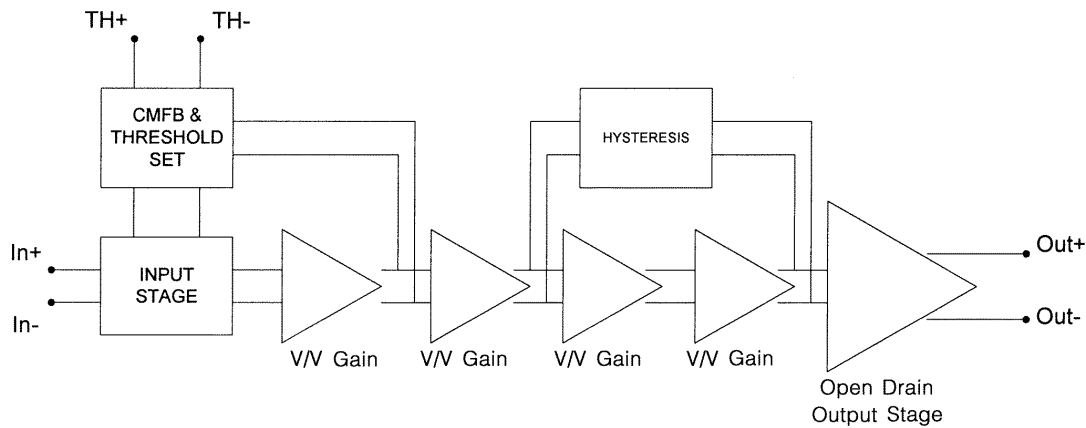 TH+ TH-
CMFB &
THRESHOLD
SET
HYSTERESIS
In+
In-
INPUT
STAGE
Out+
Out-
V/V Gain V/V Gain V/V Gain V/V Gain
Open Drain
Output Stage